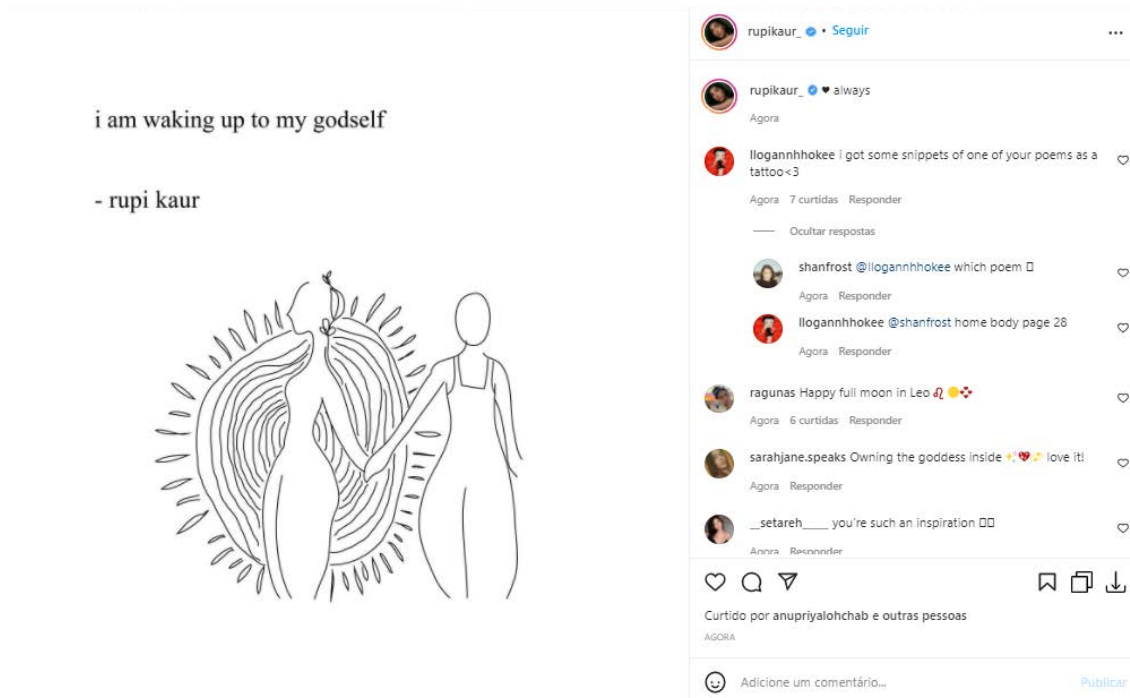 i am waking up to my godself
- rupi kaur
rupikaur_ • Seguir
rupikaur_ ♥ always
Agora
llogannhhokee i got some snippets of one of your poems as a
tattoo<3
Agora 7 curtidas Responder
Ocultar respostas
shanfrost @llogannhhokee which poem
Agora Responder
llogannhhokee @shanfrost home body page 28
Agora Responder
ragunas Happy full moon in Leo ♌
Agora 6 curtidas Responder
sarahjane.speaks Owning the goddess inside ✨💖✨ love it!
Agora Responder
__setareh____ you're such an inspiration
Agora Responder
Curtido por anupriyalohchab e outras pessoas
AGORA
Adicione um comentário... Publicar